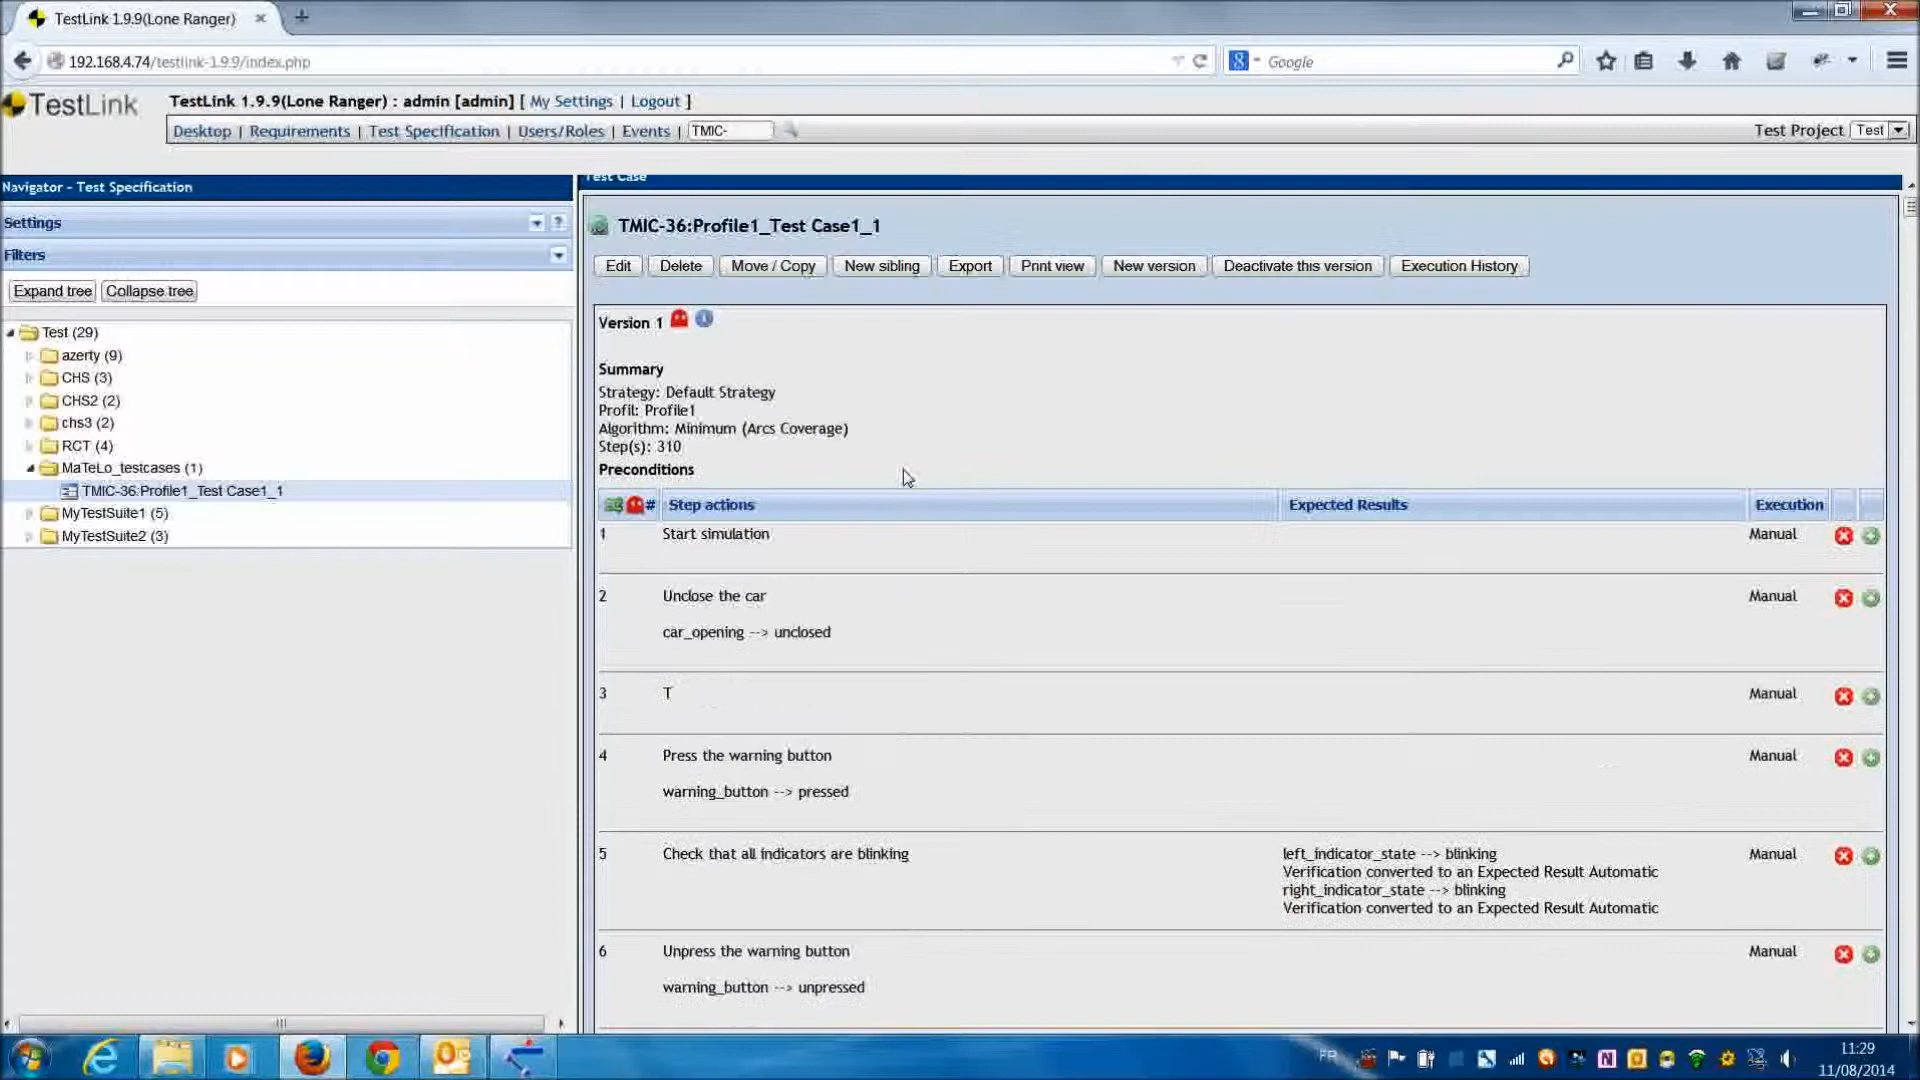 TestLink 1.9.9(Lone Ranger)
192.168.4.74/testlink-1.9.9/index.php
Google
TestLink
TestLink 1.9.9(Lone Ranger) : admin [admin] [ My Settings | Logout ]
Desktop | Requirements | Test Specification | Users/Roles | Events | TMIC-
Test Project Test
Navigator - Test Specification
Settings
Filters
Expand tree Collapse tree
Test (29)
azerty (9)
CHS (3)
CHS2 (2)
chs3 (2)
RCT (4)
MaTeLo_testcases (1)
TMIC-36:Profile1_Test Case1_1
MyTestSuite1 (5)
MyTestSuite2 (3)
Test Case
TMIC-36:Profile1_Test Case1_1
Edit Delete Move / Copy New sibling Export Print view New version Deactivate this version Execution History
Version 1
Summary
Strategy: Default Strategy
Profil: Profile1
Algorithm: Minimum (Arcs Coverage)
Step(s): 310
Preconditions
# Step actions Expected Results Execution
1 Start simulation Manual
2 Unclose the car Manual
car_opening --> unclosed
3 T Manual
4 Press the warning button Manual
warning_button --> pressed
5 Check that all indicators are blinking left_indicator_state --> blinking Manual
Verification converted to an Expected Result Automatic
right_indicator_state --> blinking
Verification converted to an Expected Result Automatic
6 Unpress the warning button Manual
warning_button --> unpressed
FR
11:29
11/08/2014